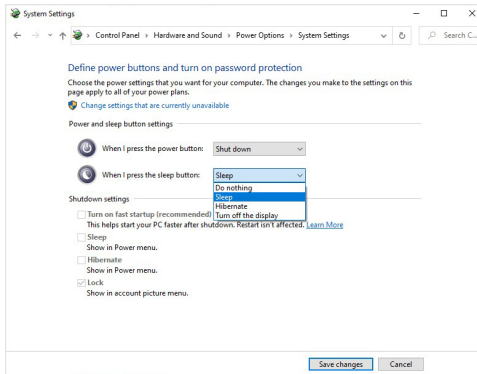 System Settings
Control Panel > Hardware and Sound > Power Options > System Settings
Search C...
Define power buttons and turn on password protection
Choose the power settings that you want for your computer. The changes you make to the settings on this
page apply to all of your power plans.
Change settings that are currently unavailable
Power and sleep button settings
When I press the power button: Shut down
When I press the sleep button: Sleep
Do nothing
Sleep
Hibernate
Turn off the display
Shutdown settings
Turn on fast startup (recommended)
This helps start your PC faster after shutdown. Restart isn't affected. Learn More
Sleep
Show in Power menu.
Hibernate
Show in Power menu.
Lock
Show in account picture menu.
Save changes Cancel